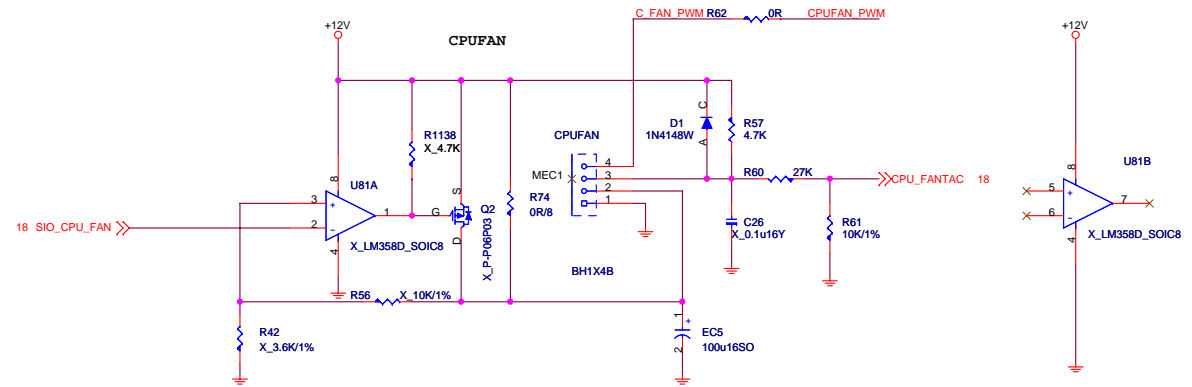 C_FAN_PWM R62 0R CPUFAN_PWM
+12V
+12V
CPUFAN
R1138
X_4.7K
D1
1N4148W
C
A
R57
4.7K
CPUFAN
MEC1
4
3
2
1
R60 27K
CPU_FANTAC 18
8
U81A
3
+
2
-
1
4
X_LM358D_SOIC8
18 SIO_CPU_FAN
S
G
D
Q2
X_P-P06P03
R74
0R/8
C26
X_0.1u16Y
R61
10K/1%
BH1X4B
R56 X_10K/1%
R42
X_3.6K/1%
1
+
2
EC5
100u16SO
8
U81B
5
+
6
-
7
4
X_LM358D_SOIC8